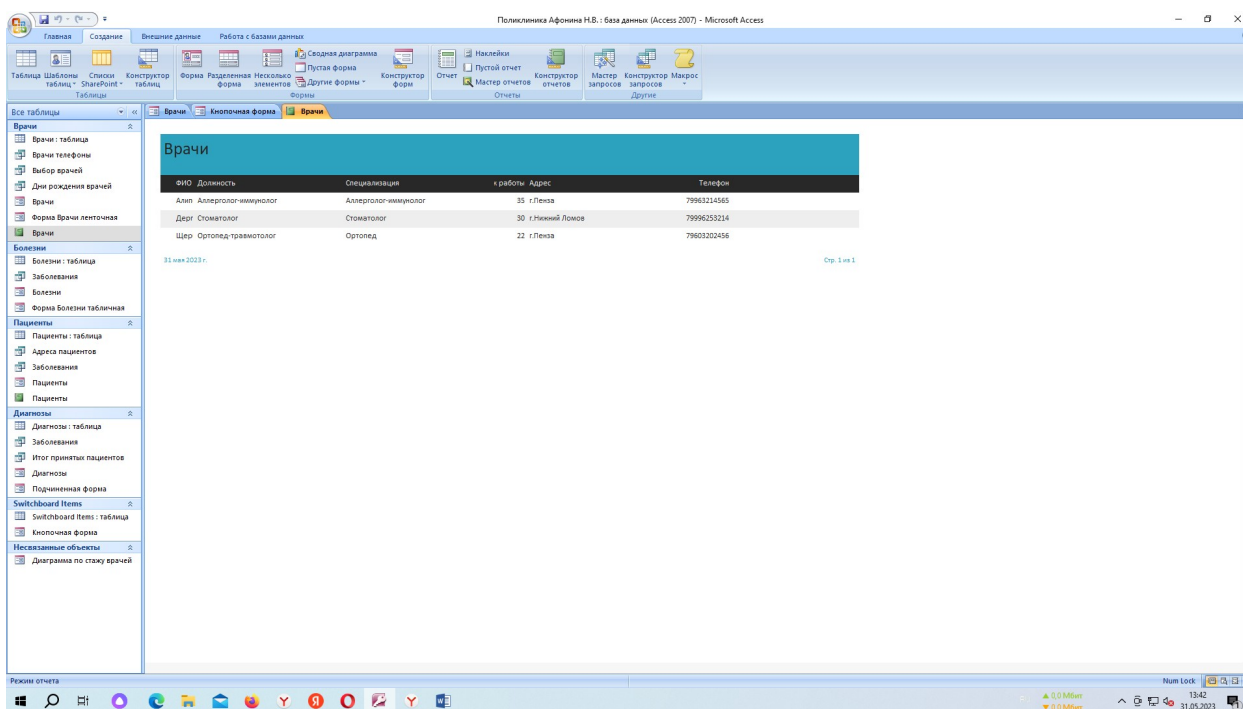 Поликлиника Афонина Н.В. : база данных (Access 2007) - Microsoft Access
Главная Создание Внешние данные Работа с базами данных
Таблица Шаблоны таблиц Списки SharePoint Конструктор таблиц
Таблицы
Форма Разделенная форма Несколько элементов Сводная диаграмма Пустая форма Другие формы Конструктор форм
Формы
Отчет Наклейки Пустой отчет Мастер отчетов Конструктор отчетов
Отчеты
Мастер запросов Конструктор запросов Макрос
Другие
Все таблицы
Врачи
Врачи : таблица
Врачи телефоны
Выбор врачей
Дни рождения врачей
Врачи
Форма Врачи ленточная
Врачи
Болезни
Болезни : таблица
Заболевания
Болезни
Форма Болезни табличная
Пациенты
Пациенты : таблица
Адреса пациентов
Заболевания
Пациенты
Пациенты
Диагнозы
Диагнозы : таблица
Заболевания
Итог принятых пациентов
Диагнозы
Подчиненная форма
Switchboard Items
Switchboard Items : таблица
Кнопочная форма
Несвязанные объекты
Диаграмма по стажу врачей
Врачи Кнопочная форма Врачи
Врачи
ФИО Должность Специализация к работы Адрес Телефон
Алип Аллерголог-иммунолог Аллерголог-иммунолог 35 г.Пенза 79963214565
Дерг Стоматолог Стоматолог 30 г.Нижний Ломов 79996253214
Щер Ортопед-травмотолог Ортопед 22 г.Пенза 79603202456
31 мая 2023 г. Стр. 1 из 1
Режим отчета Num Lock
0,0 Мбит
0,0 Мбит
13:42
31.05.2023